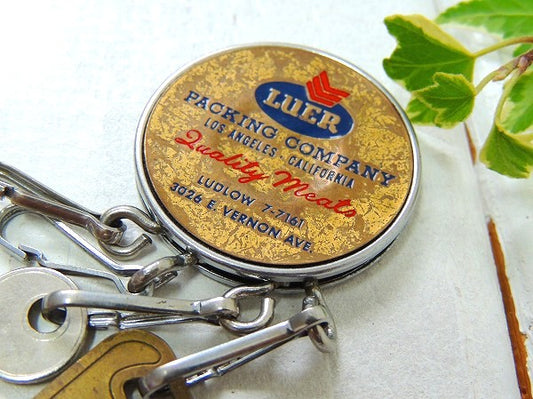 LUER
PACKING COMPANY
LOS ANGELES CALIFORNIA
Quality Meats
LUDLOW 7-7161
3026 E. VERNON AVE.